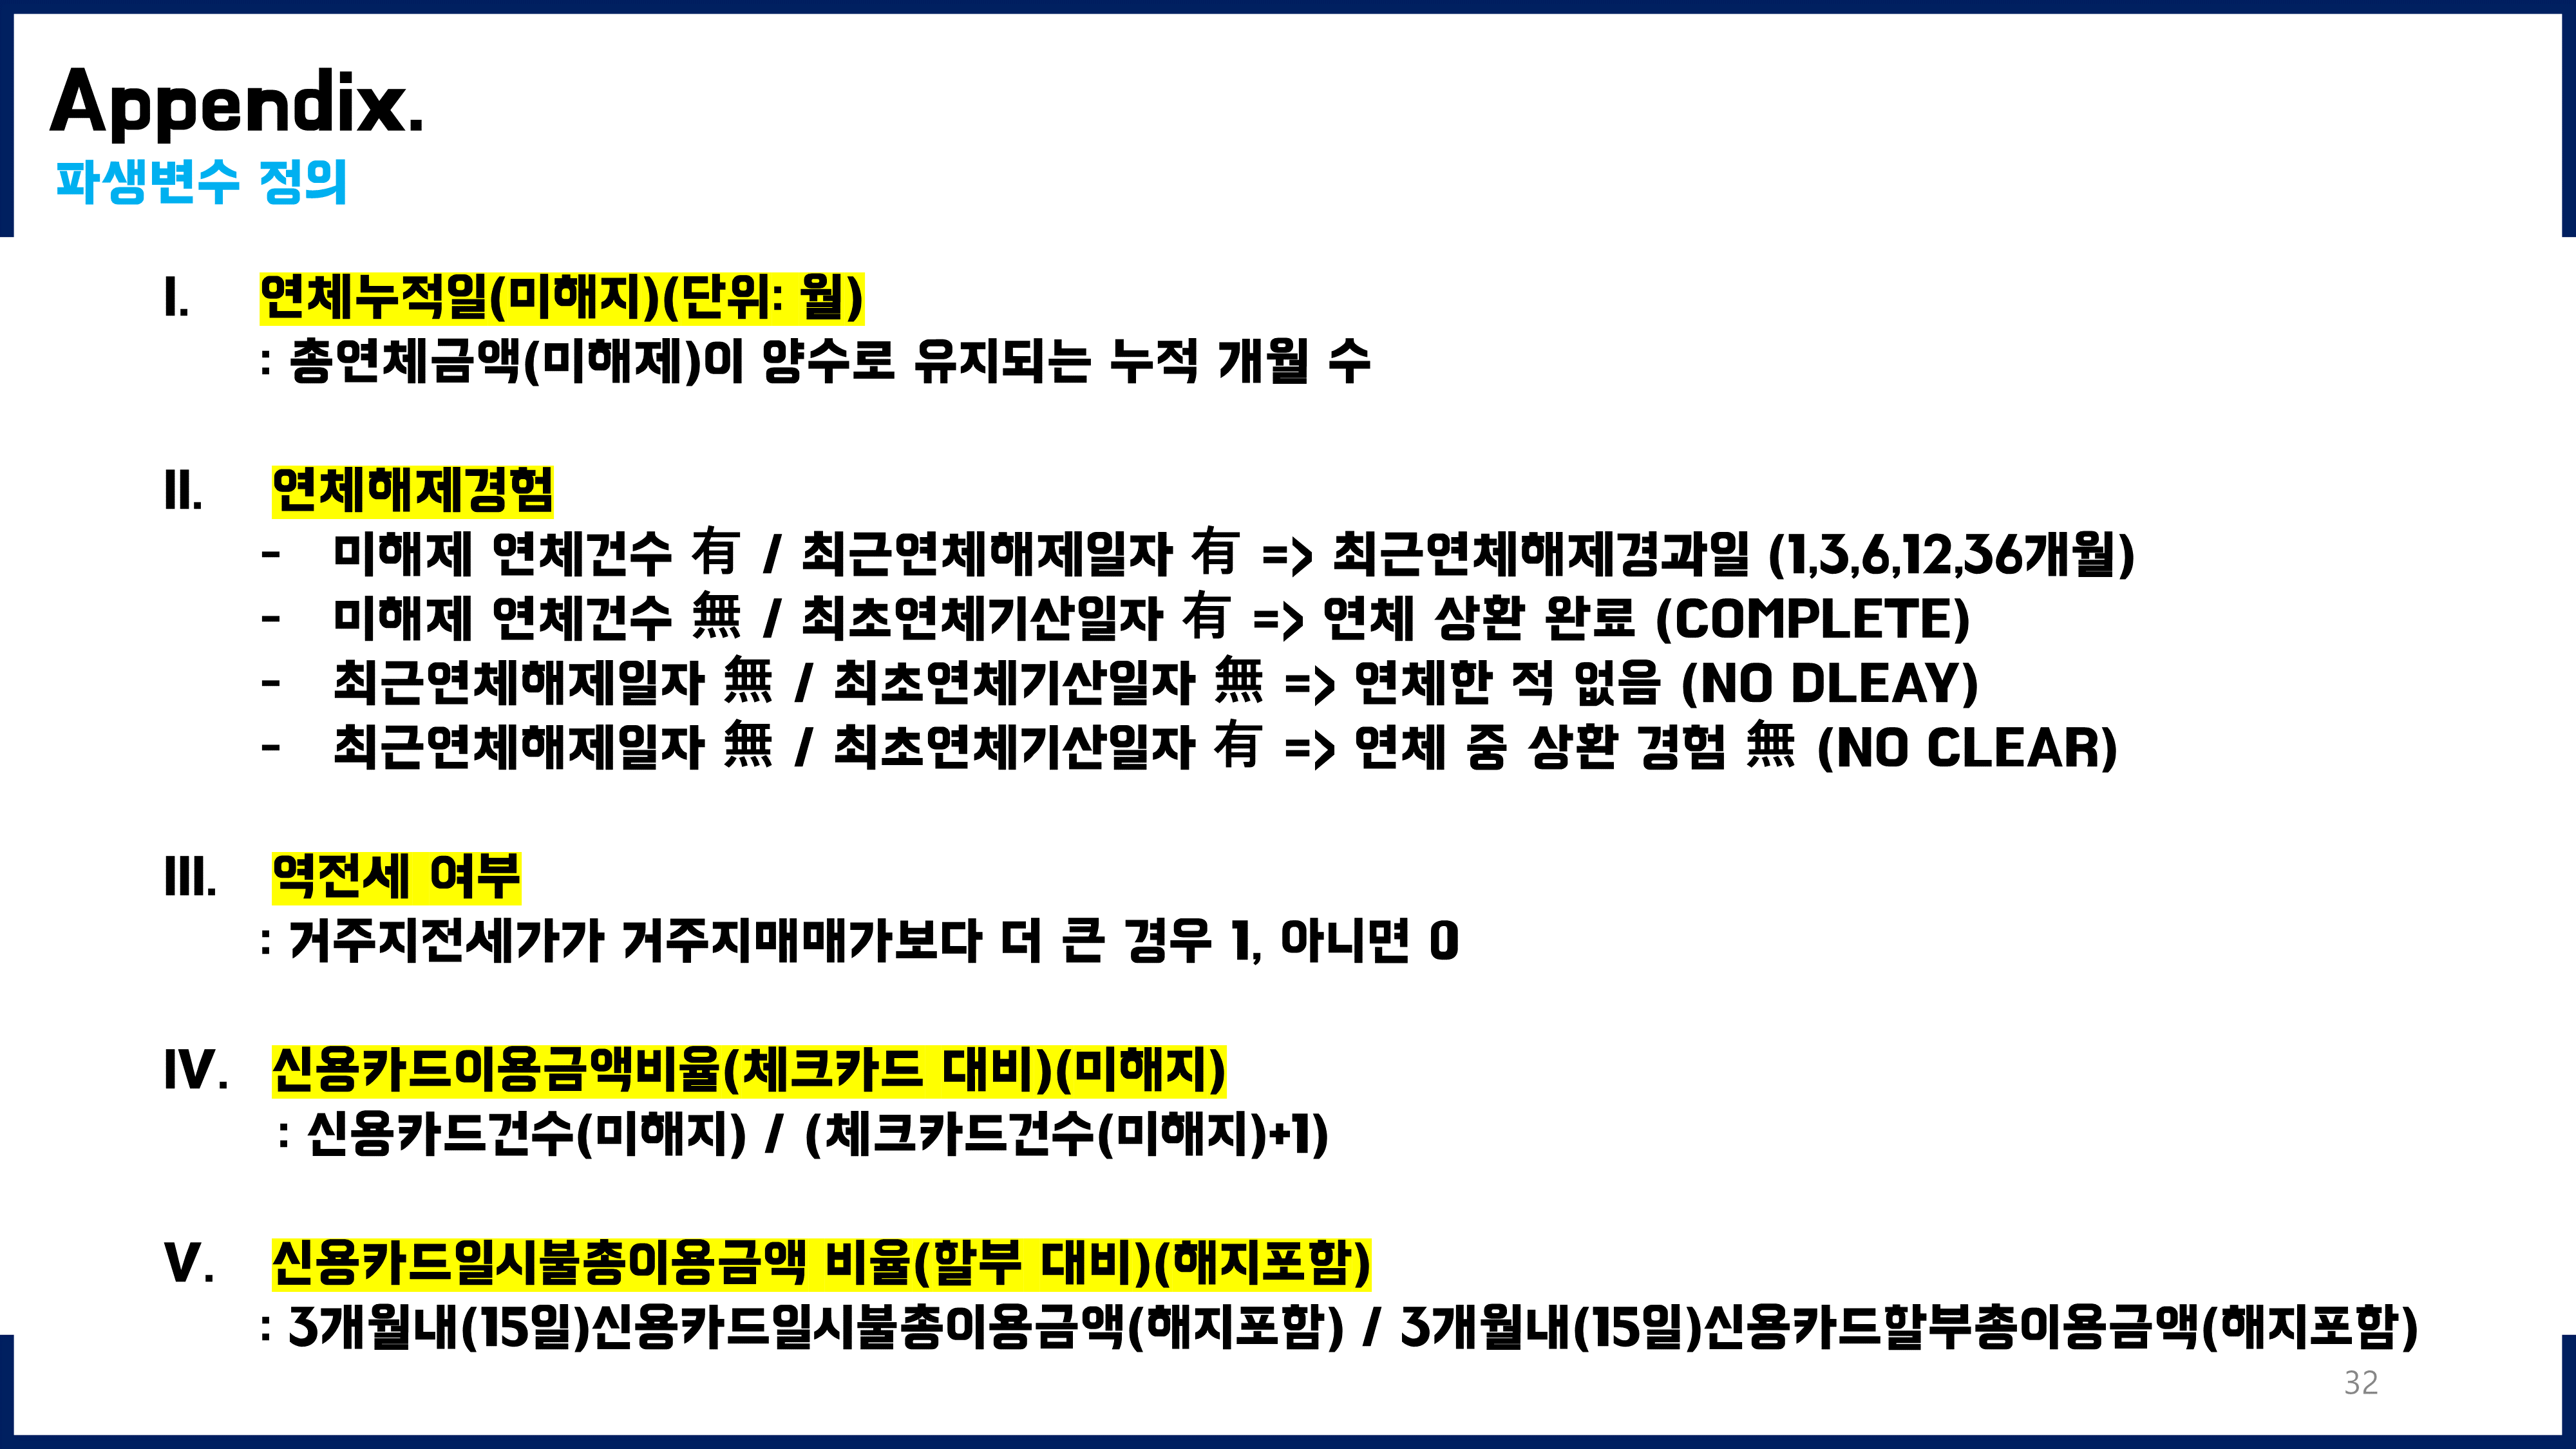 Appendix.
파생변수 정의
I. 연체누적일(미해지)(단위: 월)
: 총연체금액(미해제)이 양수로 유지되는 누적 개월 수
II. 연체해제경험
- 미해제 연체건수 有 / 최근연체해제일자 有 => 최근연체해제경과일 (1,3,6,12,36개월)
- 미해제 연체건수 無 / 최초연체기산일자 有 => 연체 상환 완료 (COMPLETE)
- 최근연체해제일자 無 / 최초연체기산일자 無 => 연체한 적 없음 (NO DLEAY)
- 최근연체해제일자 無 / 최초연체기산일자 有 => 연체 중 상환 경험 無 (NO CLEAR)
III. 역전세 여부
: 거주지전세가가 거주지매매가보다 더 큰 경우 1, 아니면 0
IV. 신용카드이용금액비율(체크카드 대비)(미해지)
: 신용카드건수(미해지) / (체크카드건수(미해지)+1)
V. 신용카드일시불총이용금액 비율(할부 대비)(해지포함)
: 3개월내(15일)신용카드일시불총이용금액(해지포함) / 3개월내(15일)신용카드할부총이용금액(해지포함)
32